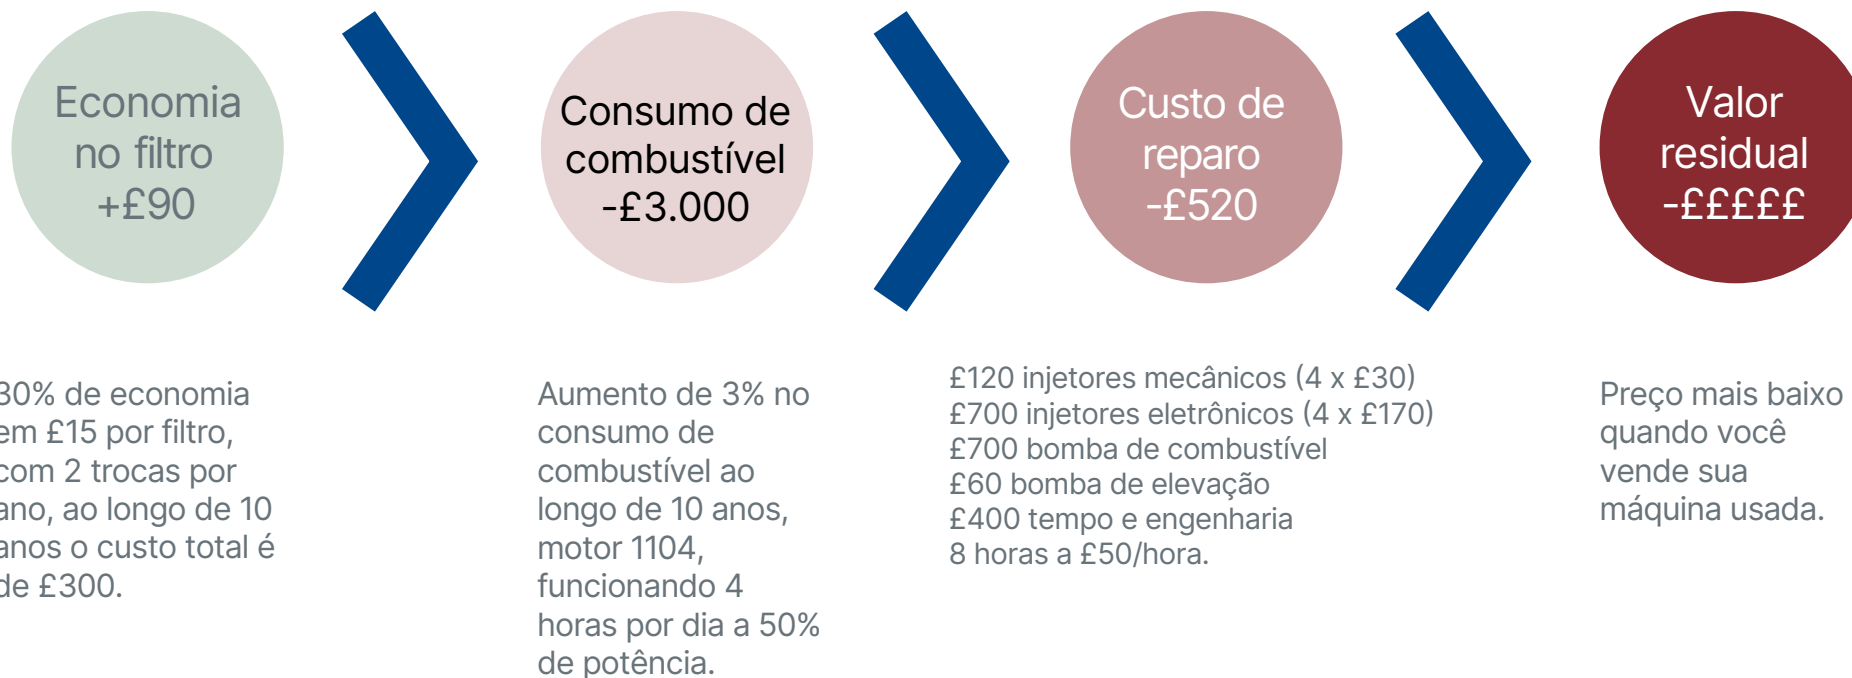 Economia
no filtro
+£90
Consumo de
combustível
-£3.000
Custo de
reparo
-£520
Valor
residual
-£££££
30% de economia
em £15 por filtro,
com 2 trocas por
ano, ao longo de 10
anos o custo total é
de £300.
Aumento de 3% no
consumo de
combustível ao
longo de 10 anos,
motor 1104,
funcionando 4
horas por dia a 50%
de potência.
£120 injetores mecânicos (4 x £30)
£700 injetores eletrônicos (4 x £170)
£700 bomba de combustível
£60 bomba de elevação
£400 tempo e engenharia
8 horas a £50/hora.
Preço mais baixo
quando você
vende sua
máquina usada.